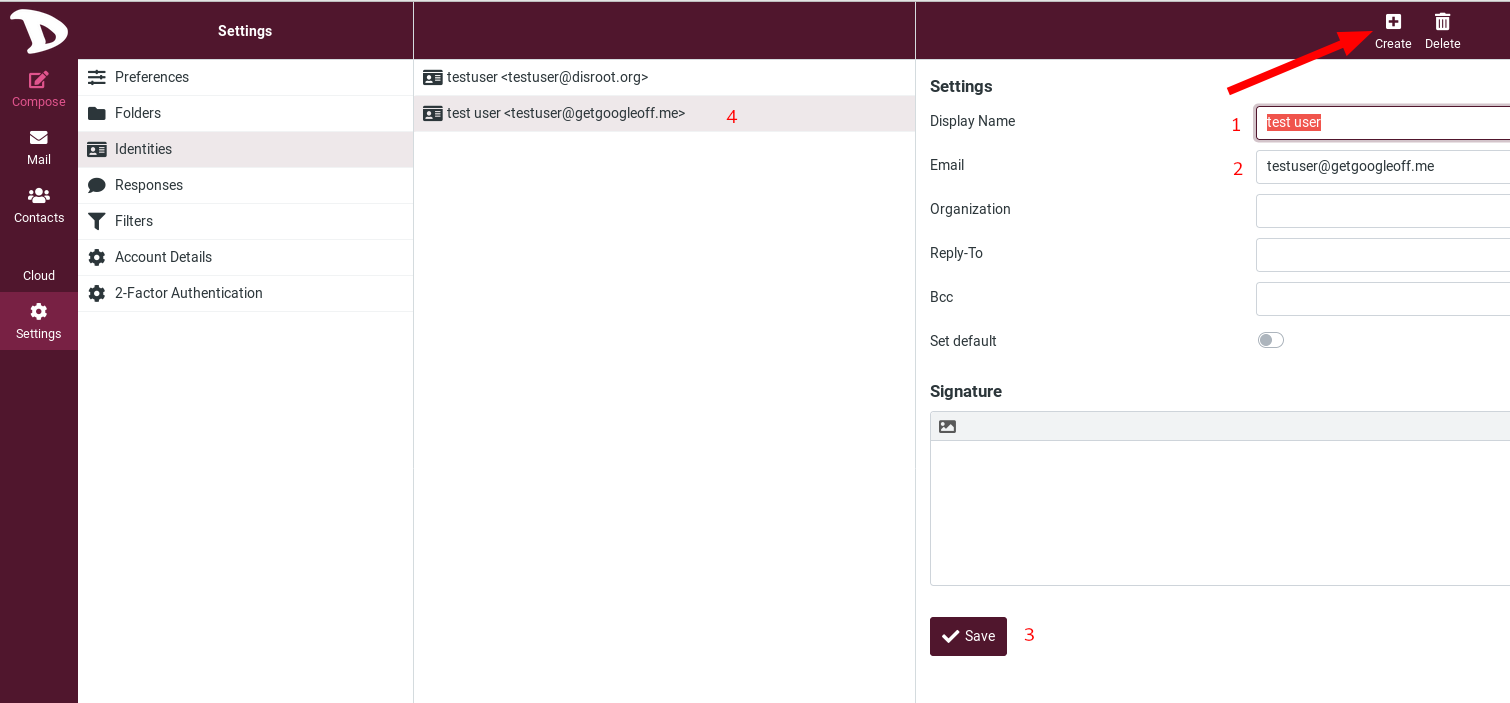 Settings
Create
Delete
Compose
Mail
Contacts
Cloud
Settings
Preferences
Folders
Identities
Responses
Filters
Account Details
2-Factor Authentication
testuser <testuser@disroot.org>
test user <testuser@getgoogleoff.me> 4
Settings
Display Name 1 test user
Email 2 testuser@getgoogleoff.me
Organization
Reply-To
Bcc
Set default
Signature
Save 3